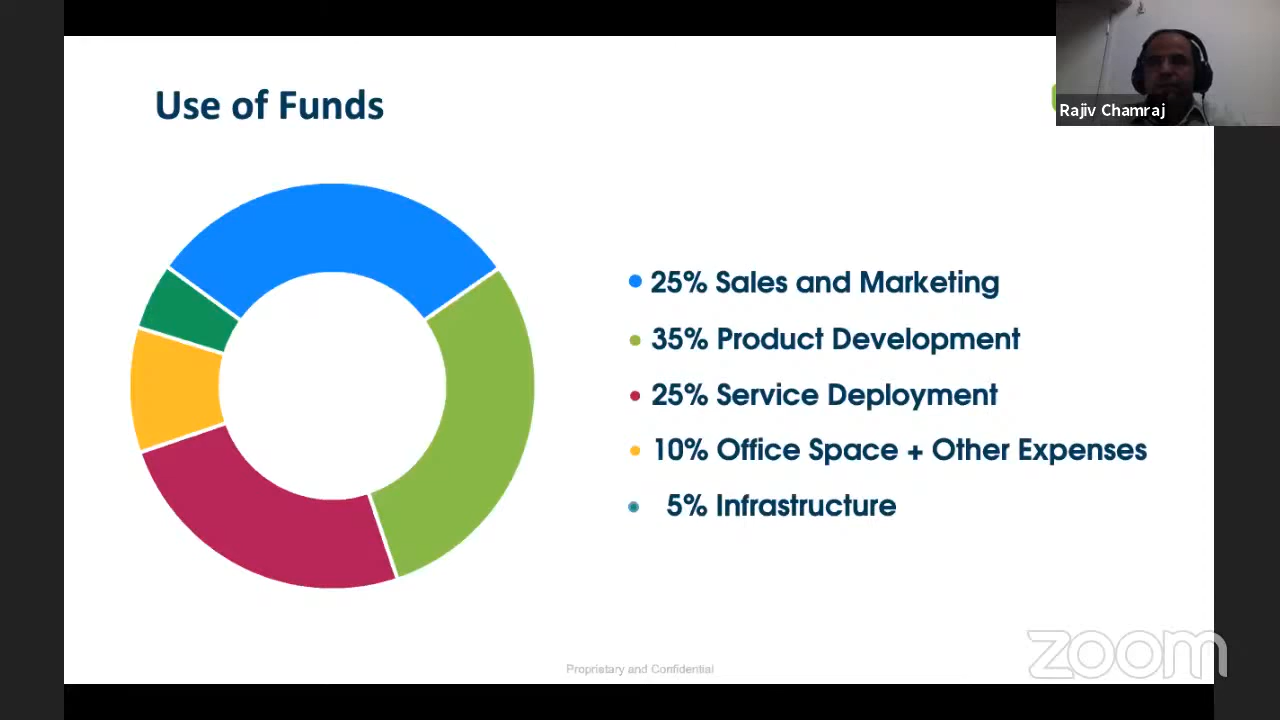 Use of Funds
Rajiv Chamraj
25% Sales and Marketing
35% Product Development
25% Service Deployment
10% Office Space + Other Expenses
5% Infrastructure
Proprietary and Confidential
zoom